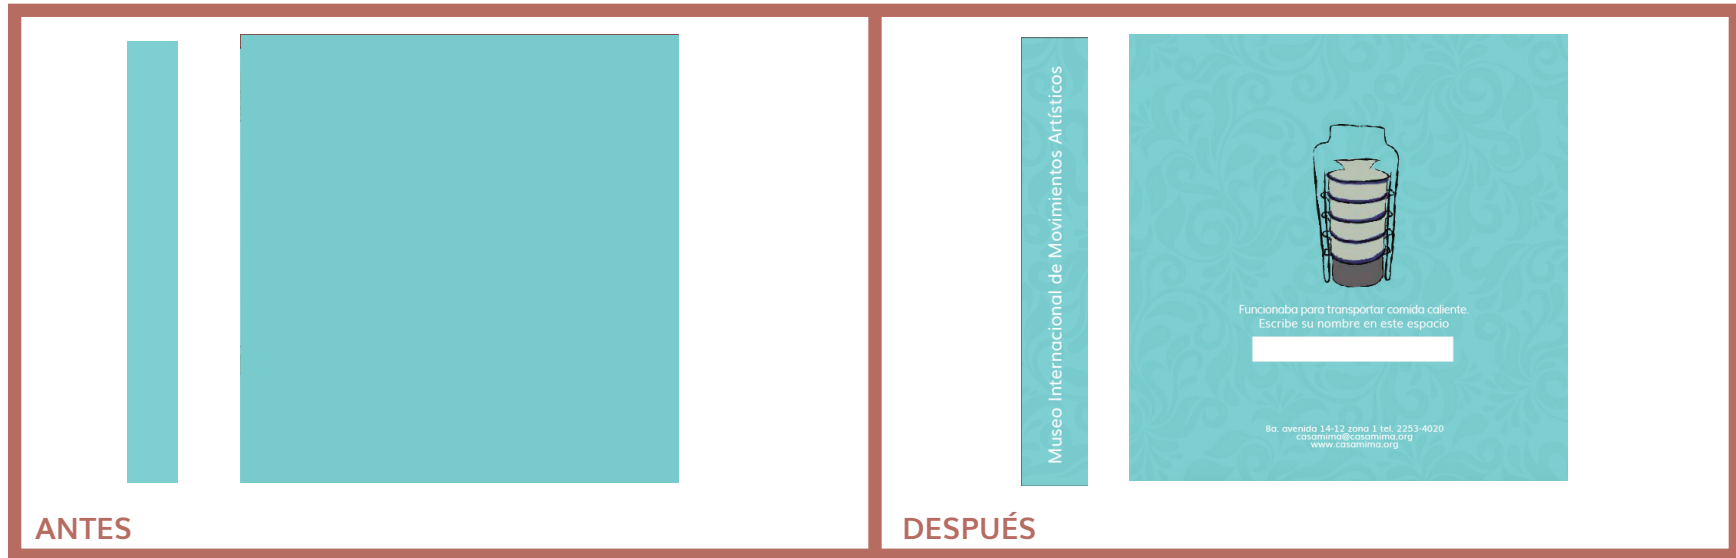 ANTES
Museo Internacional de Movimientos Artísticos
Funcionaba para transportar comida caliente.
Escribe su nombre en este espacio
8a. avenida 14-12 zona 1 tel. 2253-4020
casamima@casamima.org
www.casamima.org
DESPUÉS